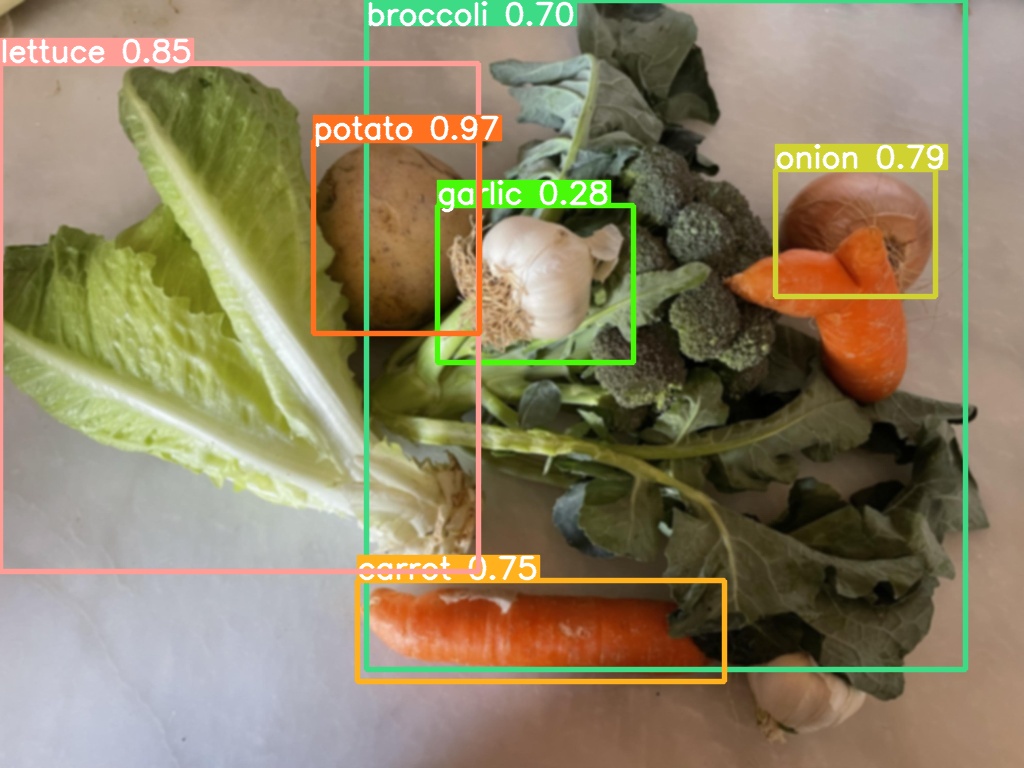 broccoli 0.70
lettuce 0.85
potato 0.97
onion 0.79
garlic 0.28
carrot 0.75